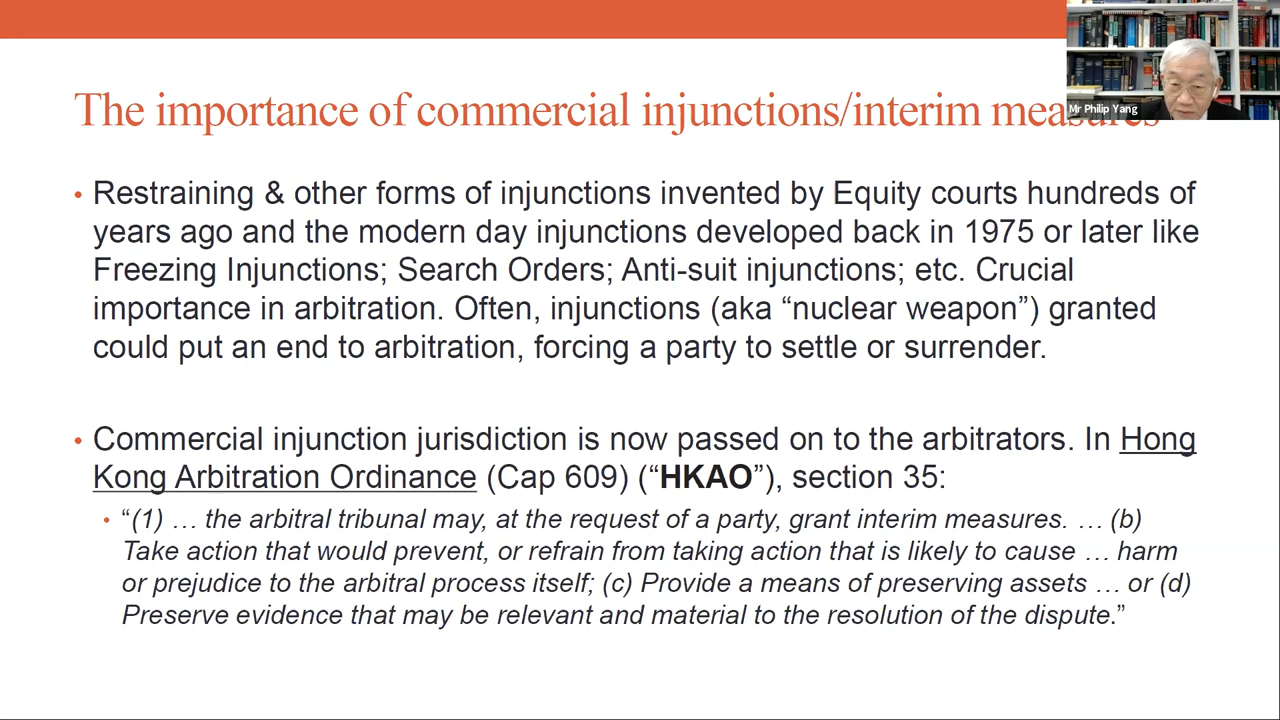 The importance of commercial injunctions/interim measures
Mr Philip Yang
• Restraining & other forms of injunctions invented by Equity courts hundreds of
years ago and the modern day injunctions developed back in 1975 or later like
Freezing Injunctions; Search Orders; Anti-suit injunctions; etc. Crucial
importance in arbitration. Often, injunctions (aka “nuclear weapon”) granted
could put an end to arbitration, forcing a party to settle or surrender.
• Commercial injunction jurisdiction is now passed on to the arbitrators. In Hong
Kong Arbitration Ordinance (Cap 609) (“HKAO”), section 35:
• “(1) … the arbitral tribunal may, at the request of a party, grant interim measures. … (b)
Take action that would prevent, or refrain from taking action that is likely to cause … harm
or prejudice to the arbitral process itself; (c) Provide a means of preserving assets … or (d)
Preserve evidence that may be relevant and material to the resolution of the dispute.”